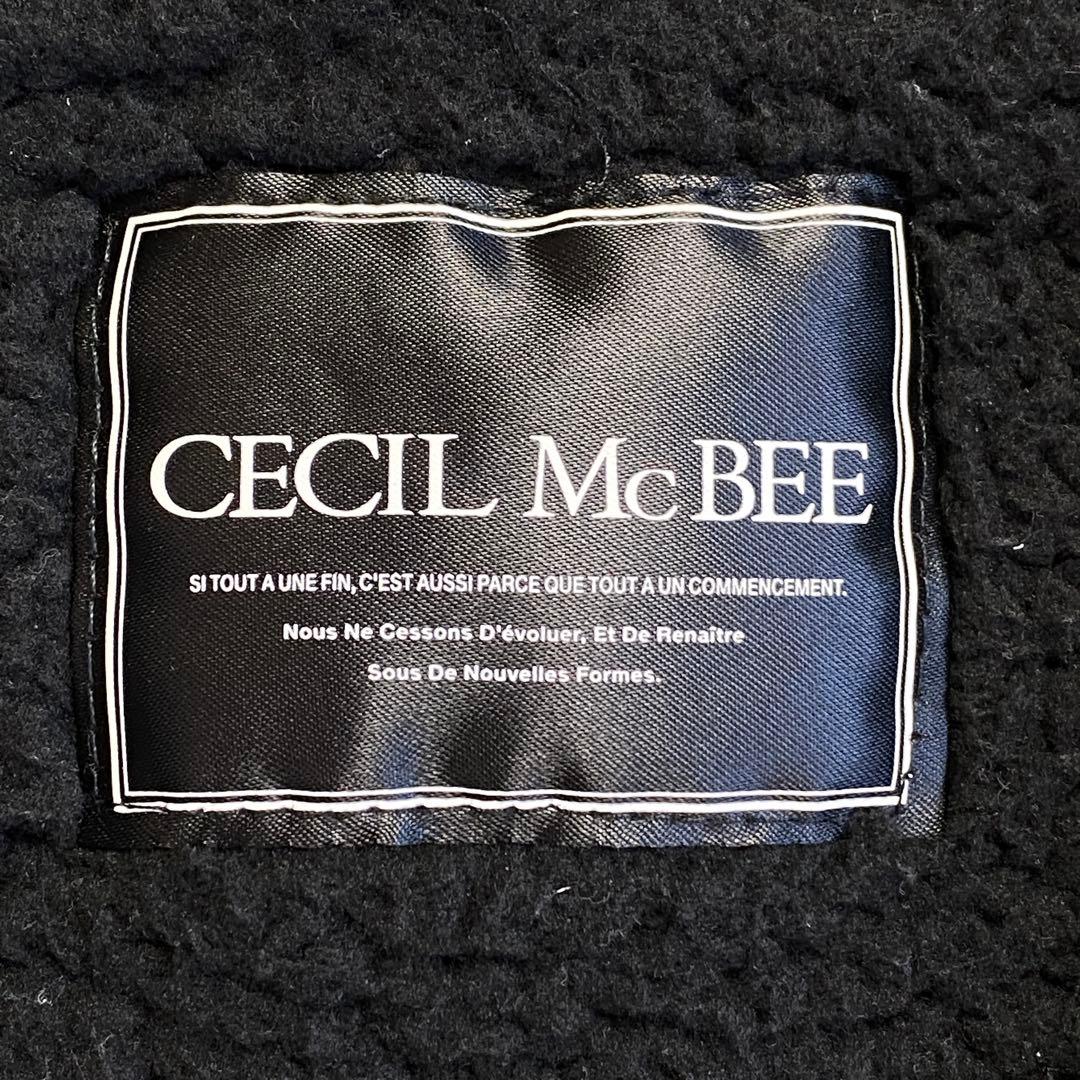 CECIL McBEE
SI TOUT A UNE FIN, C'EST AUSSI PARCE QUE TOUT A UN COMMENCEMENT.
Nous Ne Cessons D'évoluer, Et De Renaître
Sous De Nouvelles Formes.